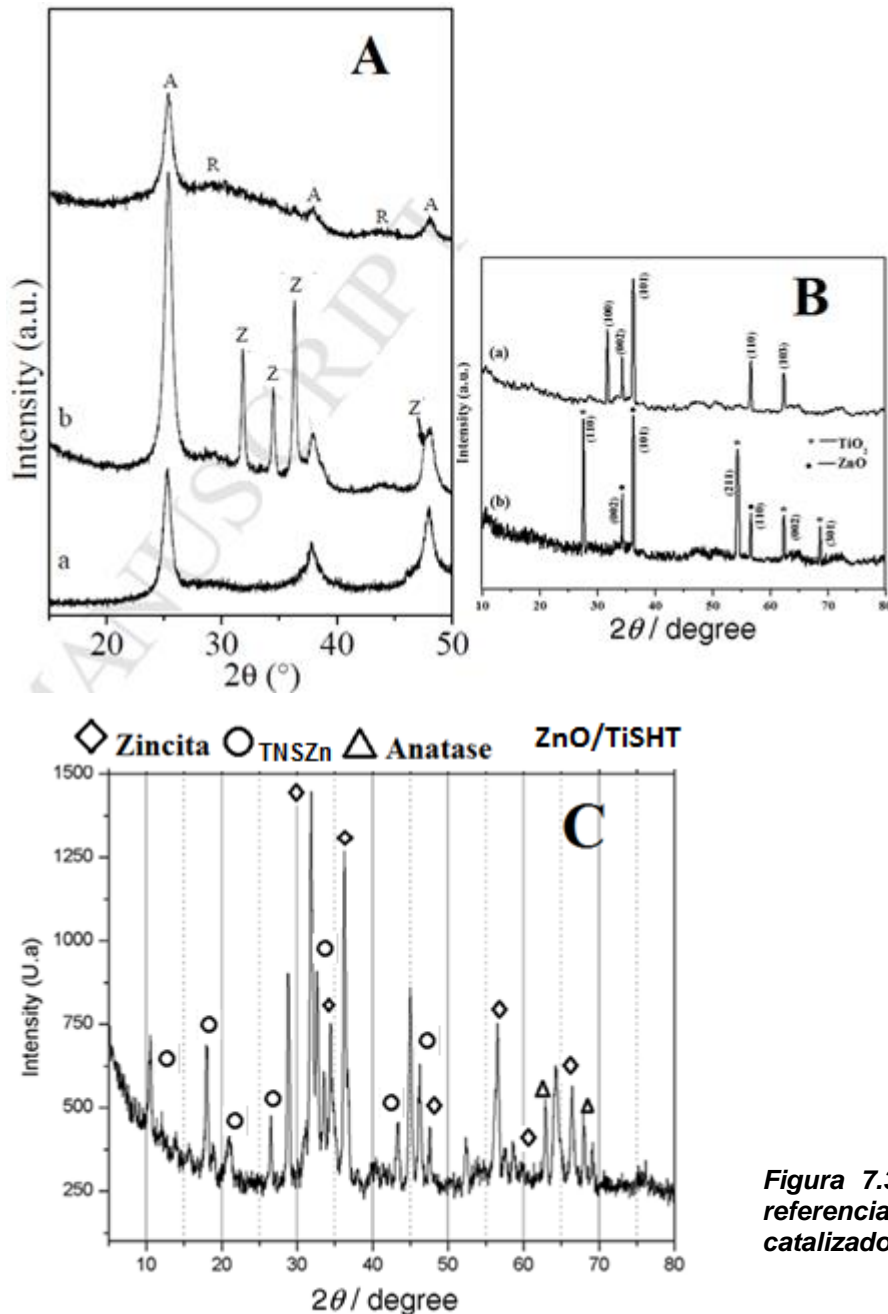 A
A
R
A
R
A
Z
Z
Z
Z
b
a
Intensity (a.u.)
20 30 40 50
2θ (°)
MANUSCRIPT
B
(a)
(100)
(002)
(101)
(110)
(103)
(b)
(110)
(002)
(101)
(211)
(110)
(002)
(301)
* — TiO2
• — ZnO
Intensity (a.u.)
10 20 30 40 50 60 70 80
2θ / degree
◇ Zincita ○ TNSZn △ Anatase ZnO/TiSHT
C
1500
1250
1000
750
500
250
Intensity (U.a)
10 20 30 40 50 60 70 80
2θ / degree
Figura 7.3
referencia
catalizado